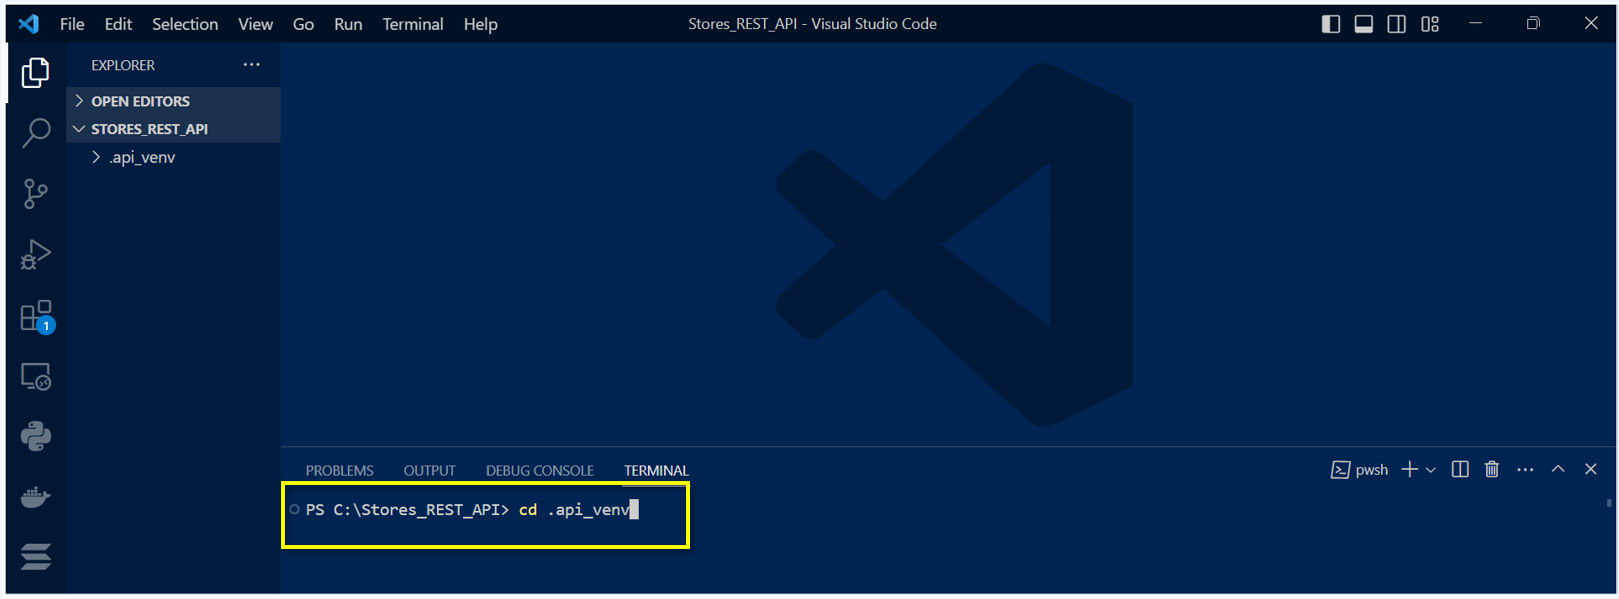 File Edit Selection View Go Run Terminal Help Stores_REST_API - Visual Studio Code
EXPLORER
OPEN EDITORS
STORES_REST_API
.api_venv
1
PROBLEMS OUTPUT DEBUG CONSOLE TERMINAL pwsh
PS C:\Stores_REST_API> cd .api_venv